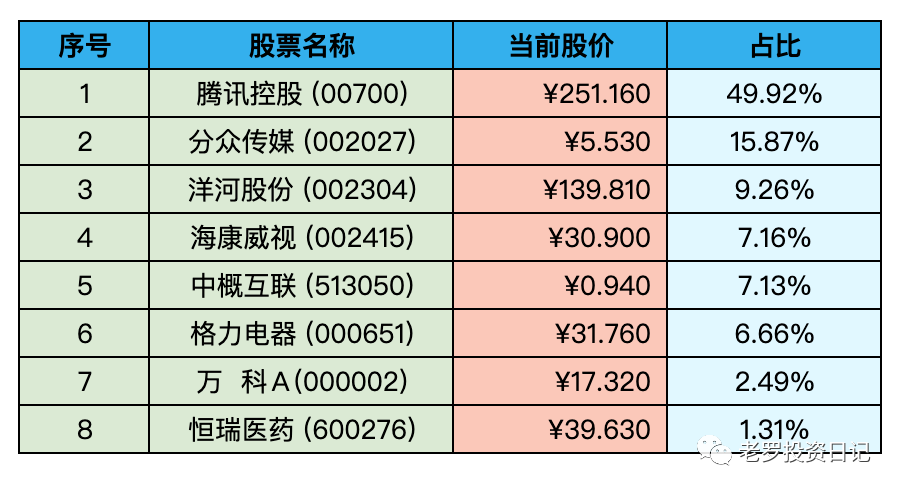 序号 股票名称 当前股价 占比
1 腾讯控股 (00700) ¥251.160 49.92%
2 分众传媒 (002027) ¥5.530 15.87%
3 洋河股份 (002304) ¥139.810 9.26%
4 海康威视 (002415) ¥30.900 7.16%
5 中概互联 (513050) ¥0.940 7.13%
6 格力电器 (000651) ¥31.760 6.66%
7 万 科A(000002) ¥17.320 2.49%
8 恒瑞医药 (600276) ¥39.630 1.31%
老罗投资日记